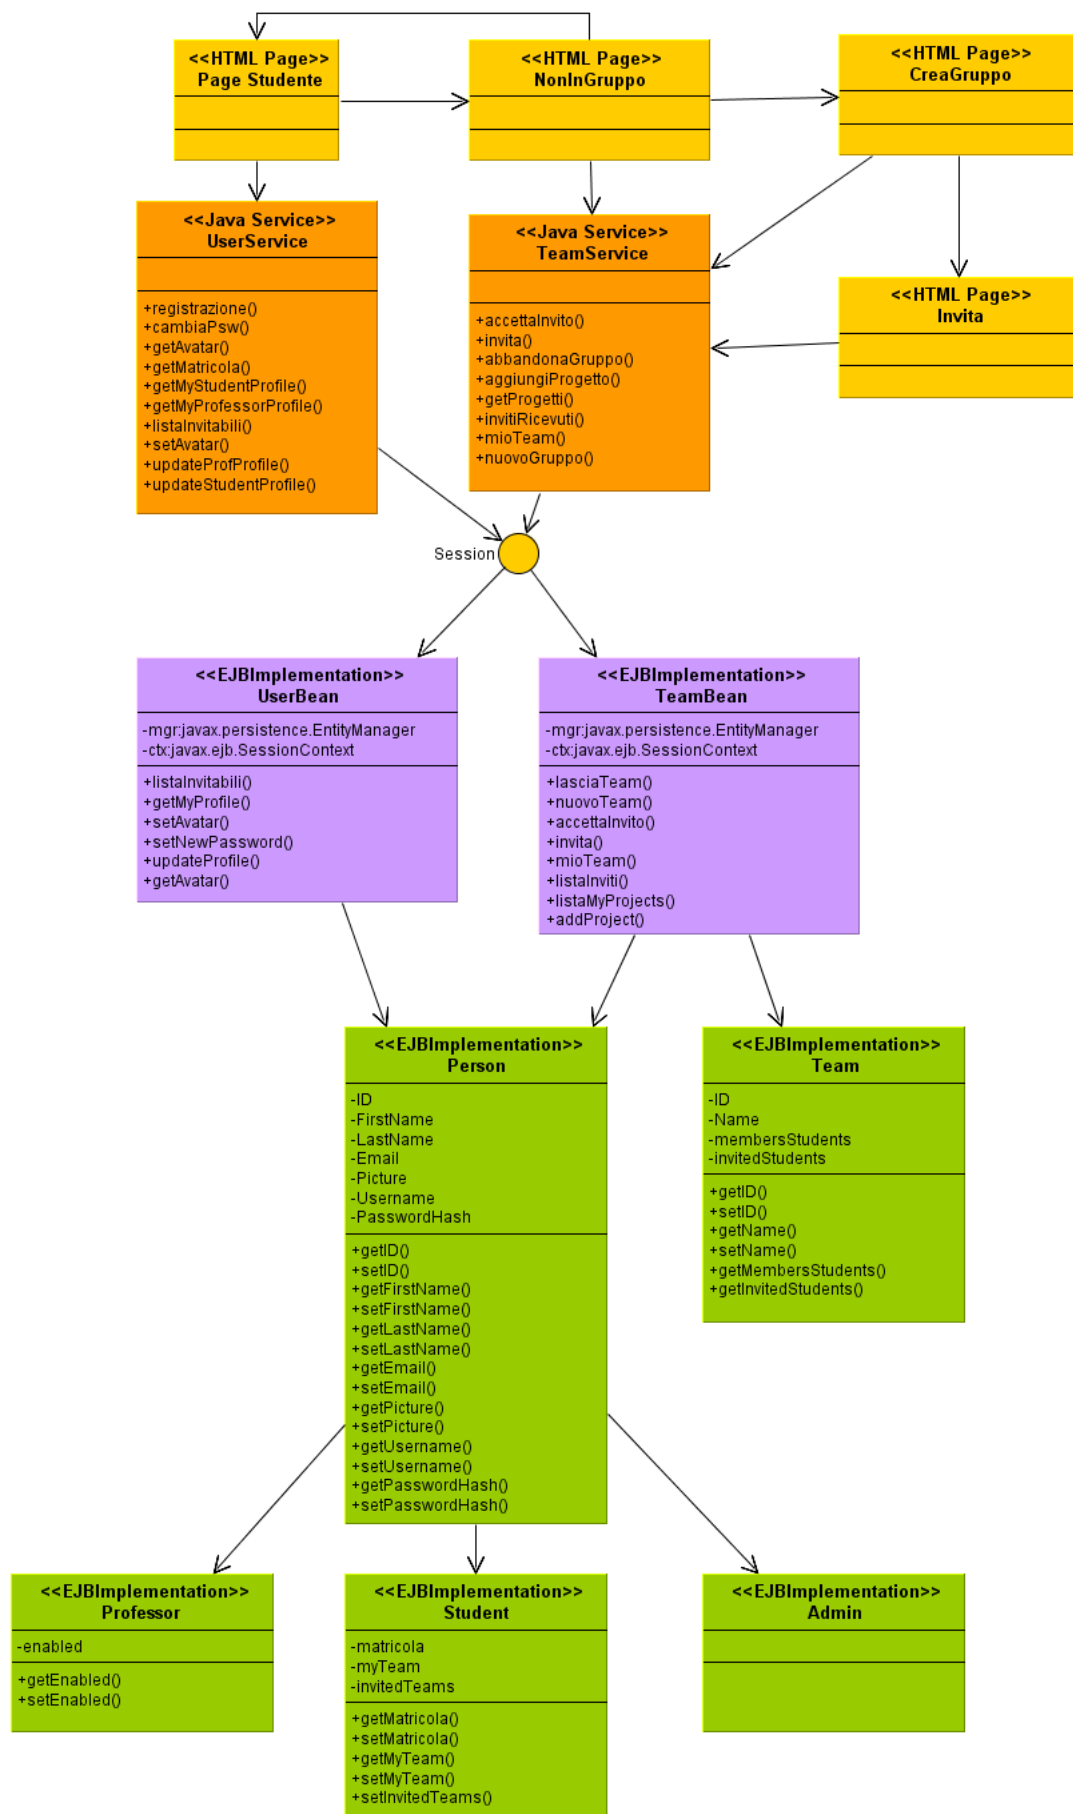 <<HTML Page>>
Page Studente
<<HTML Page>>
NonInGruppo
<<HTML Page>>
CreaGruppo
<<Java Service>>
UserService
+registrazione()
+cambiaPsw()
+getAvatar()
+getMatricola()
+getMyStudentProfile()
+getMyProfessorProfile()
+listaInvitabili()
+setAvatar()
+updateProfProfile()
+updateStudentProfile()
<<Java Service>>
TeamService
+accettaInvito()
+invita()
+abbandonaGruppo()
+aggiungiProgetto()
+getProgetti()
+invitiRicevuti()
+mioTeam()
+nuovoGruppo()
<<HTML Page>>
Invita
Session
<<EJBImplementation>>
UserBean
-mgr:javax.persistence.EntityManager
-ctx:javax.ejb.SessionContext
+listaInvitabili()
+getMyProfile()
+setAvatar()
+setNewPassword()
+updateProfile()
+getAvatar()
<<EJBImplementation>>
TeamBean
-mgr:javax.persistence.EntityManager
-ctx:javax.ejb.SessionContext
+lasciaTeam()
+nuovoTeam()
+accettaInvito()
+invita()
+mioTeam()
+listaInviti()
+listaMyProjects()
+addProject()
<<EJBImplementation>>
Person
-ID
-FirstName
-LastName
-Email
-Picture
-Username
-PasswordHash
+getID()
+setID()
+getFirstName()
+setFirstName()
+getLastName()
+setLastName()
+getEmail()
+setEmail()
+getPicture()
+setPicture()
+getUsername()
+setUsername()
+getPasswordHash()
+setPasswordHash()
<<EJBImplementation>>
Team
-ID
-Name
-membersStudents
-invitedStudents
+getID()
+setID()
+getName()
+setName()
+getMembersStudents()
+getInvitedStudents()
<<EJBImplementation>>
Professor
-enabled
+getEnabled()
+setEnabled()
<<EJBImplementation>>
Student
-matricola
-myTeam
-invitedTeams
+getMatricola()
+setMatricola()
+getMyTeam()
+setMyTeam()
+setInvitedTeams()
<<EJBImplementation>>
Admin